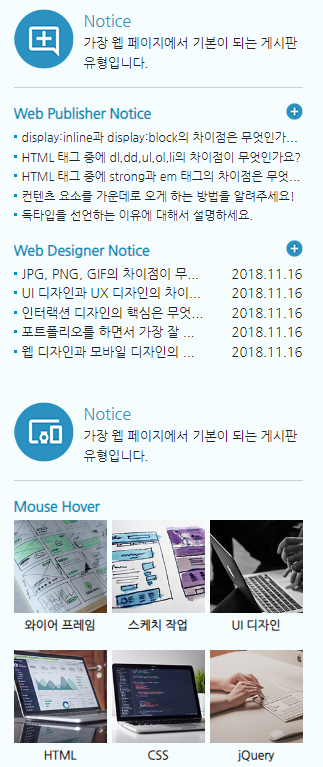 Notice
가장 웹 페이지에서 기본이 되는 게시판
유형입니다.
Web Publisher Notice
display:inline과 display:block의 차이점은 무엇인가...
HTML 태그 중에 dl,dd,ul,ol,li의 차이점이 무엇인가요?
HTML 태그 중에 strong과 em 태그의 차이점은 무엇...
컨텐츠 요소를 가운데로 오게 하는 방법을 알려주세요!
독타입을 선언하는 이유에 대해서 설명하세요.
Web Designer Notice
JPG, PNG, GIF의 차이점이 무... 2018.11.16
UI 디자인과 UX 디자인의 차이... 2018.11.16
인터랙션 디자인의 핵심은 무엇... 2018.11.16
포트폴리오를 하면서 가장 잘 ... 2018.11.16
웹 디자인과 모바일 디자인의 ... 2018.11.16
Notice
가장 웹 페이지에서 기본이 되는 게시판
유형입니다.
Mouse Hover
와이어 프레임 스케치 작업 UI 디자인
HTML CSS jQuery